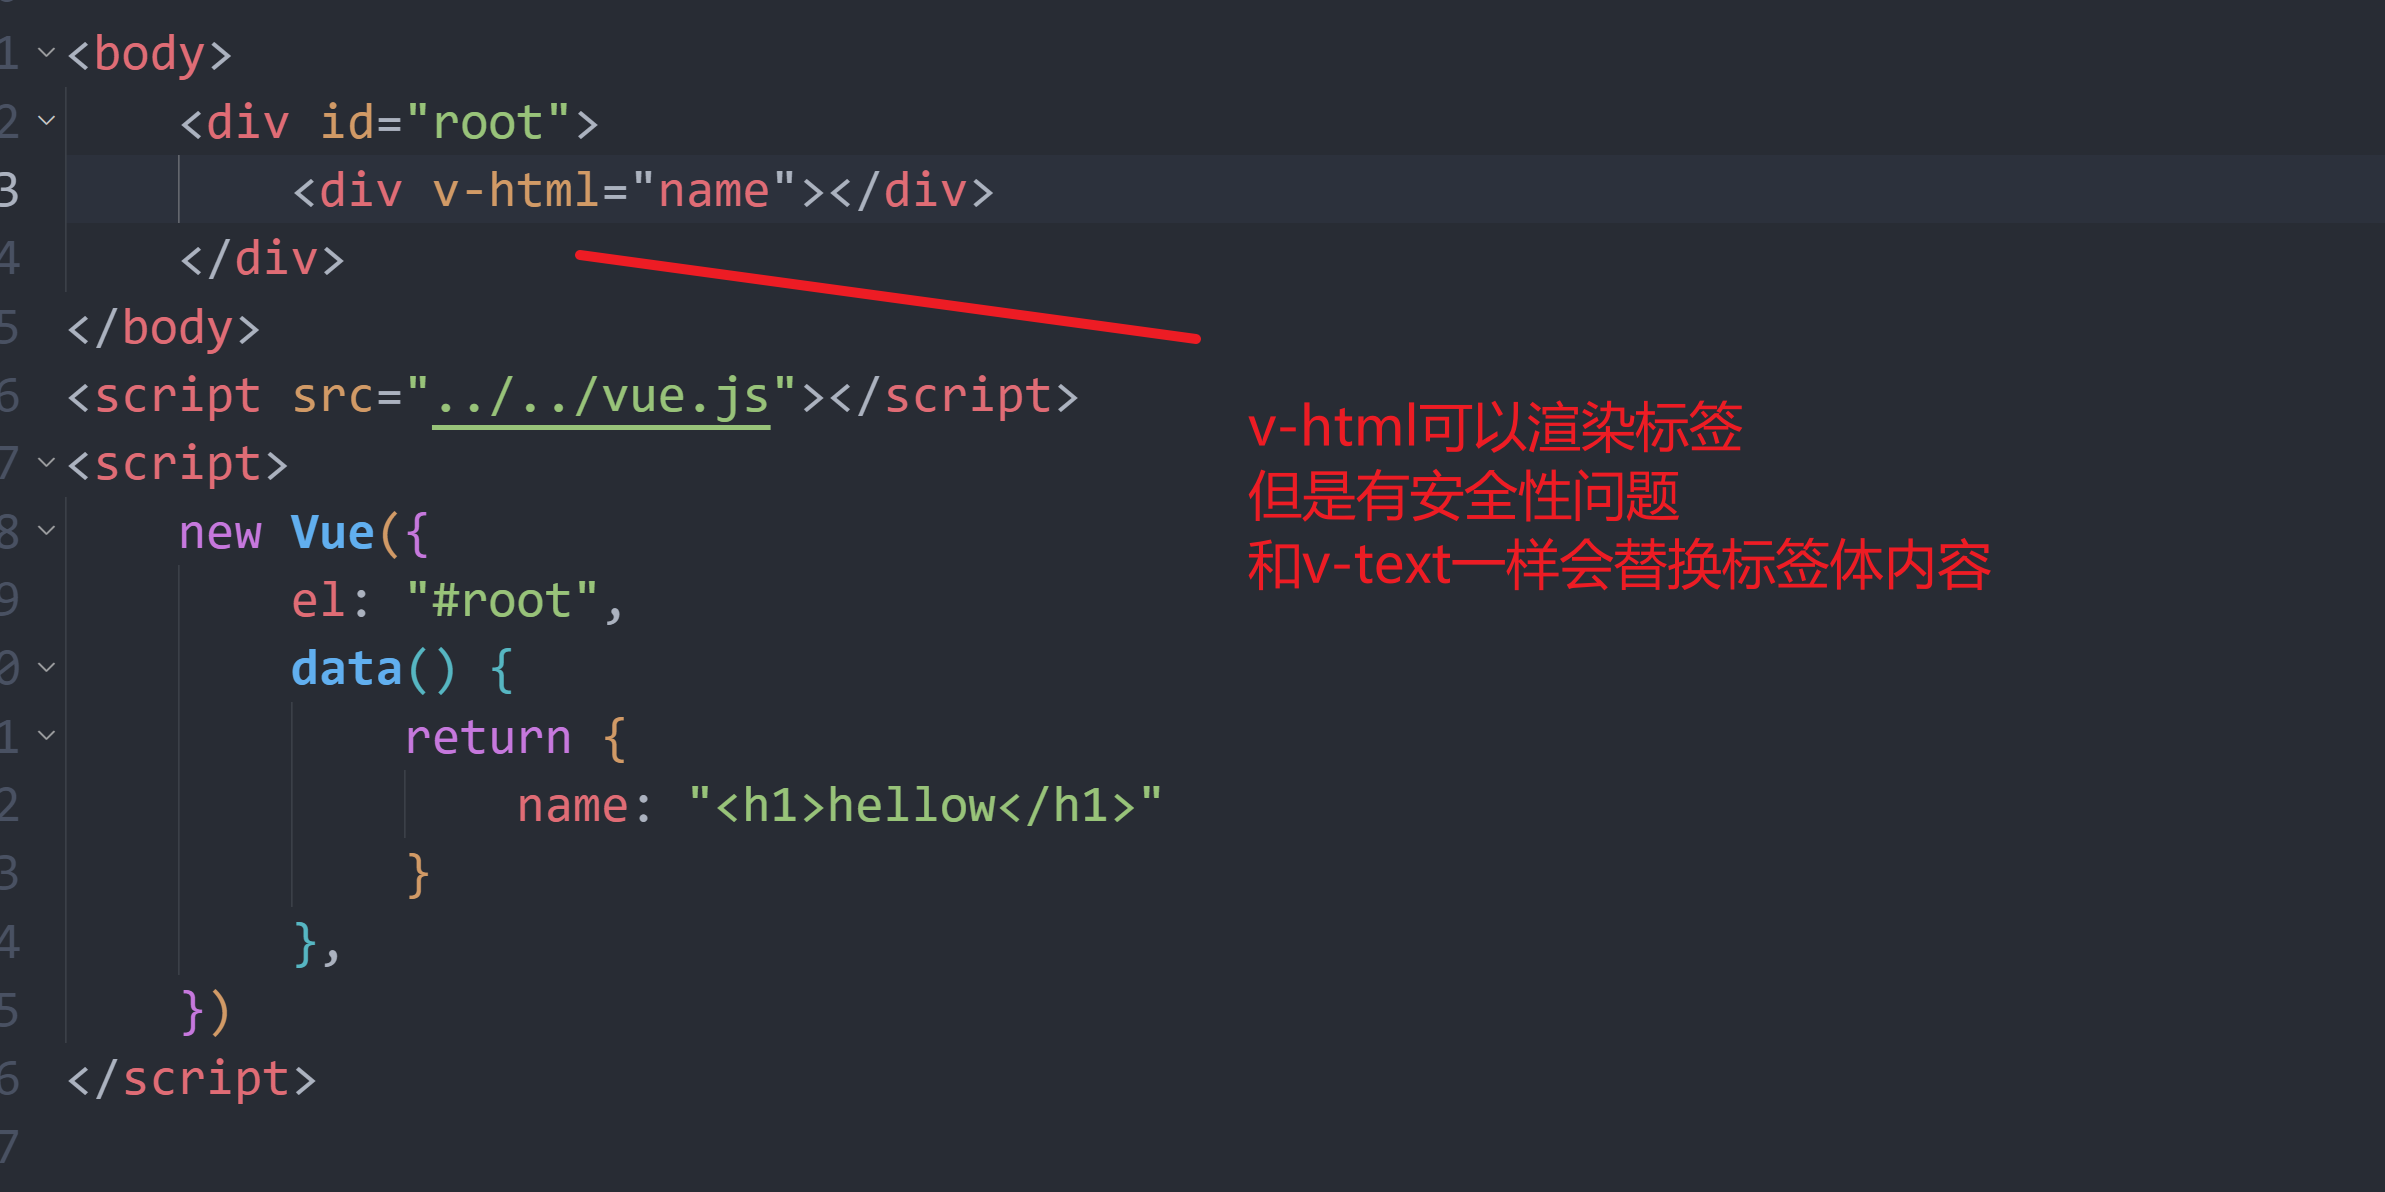 1 <body>
2 <div id="root">
3 <div v-html="name"></div>
4 </div>
5 </body>
6 <script src="../../vue.js"></script>
7 <script>
v-html可以渲染标签
但是有安全性问题
和v-text一样会替换标签体内容
8 new Vue({
9 el: "#root",
0 data() {
1 return {
2 name: "<h1>hellow</h1>"
3 }
4 },
5 })
6 </script>
7